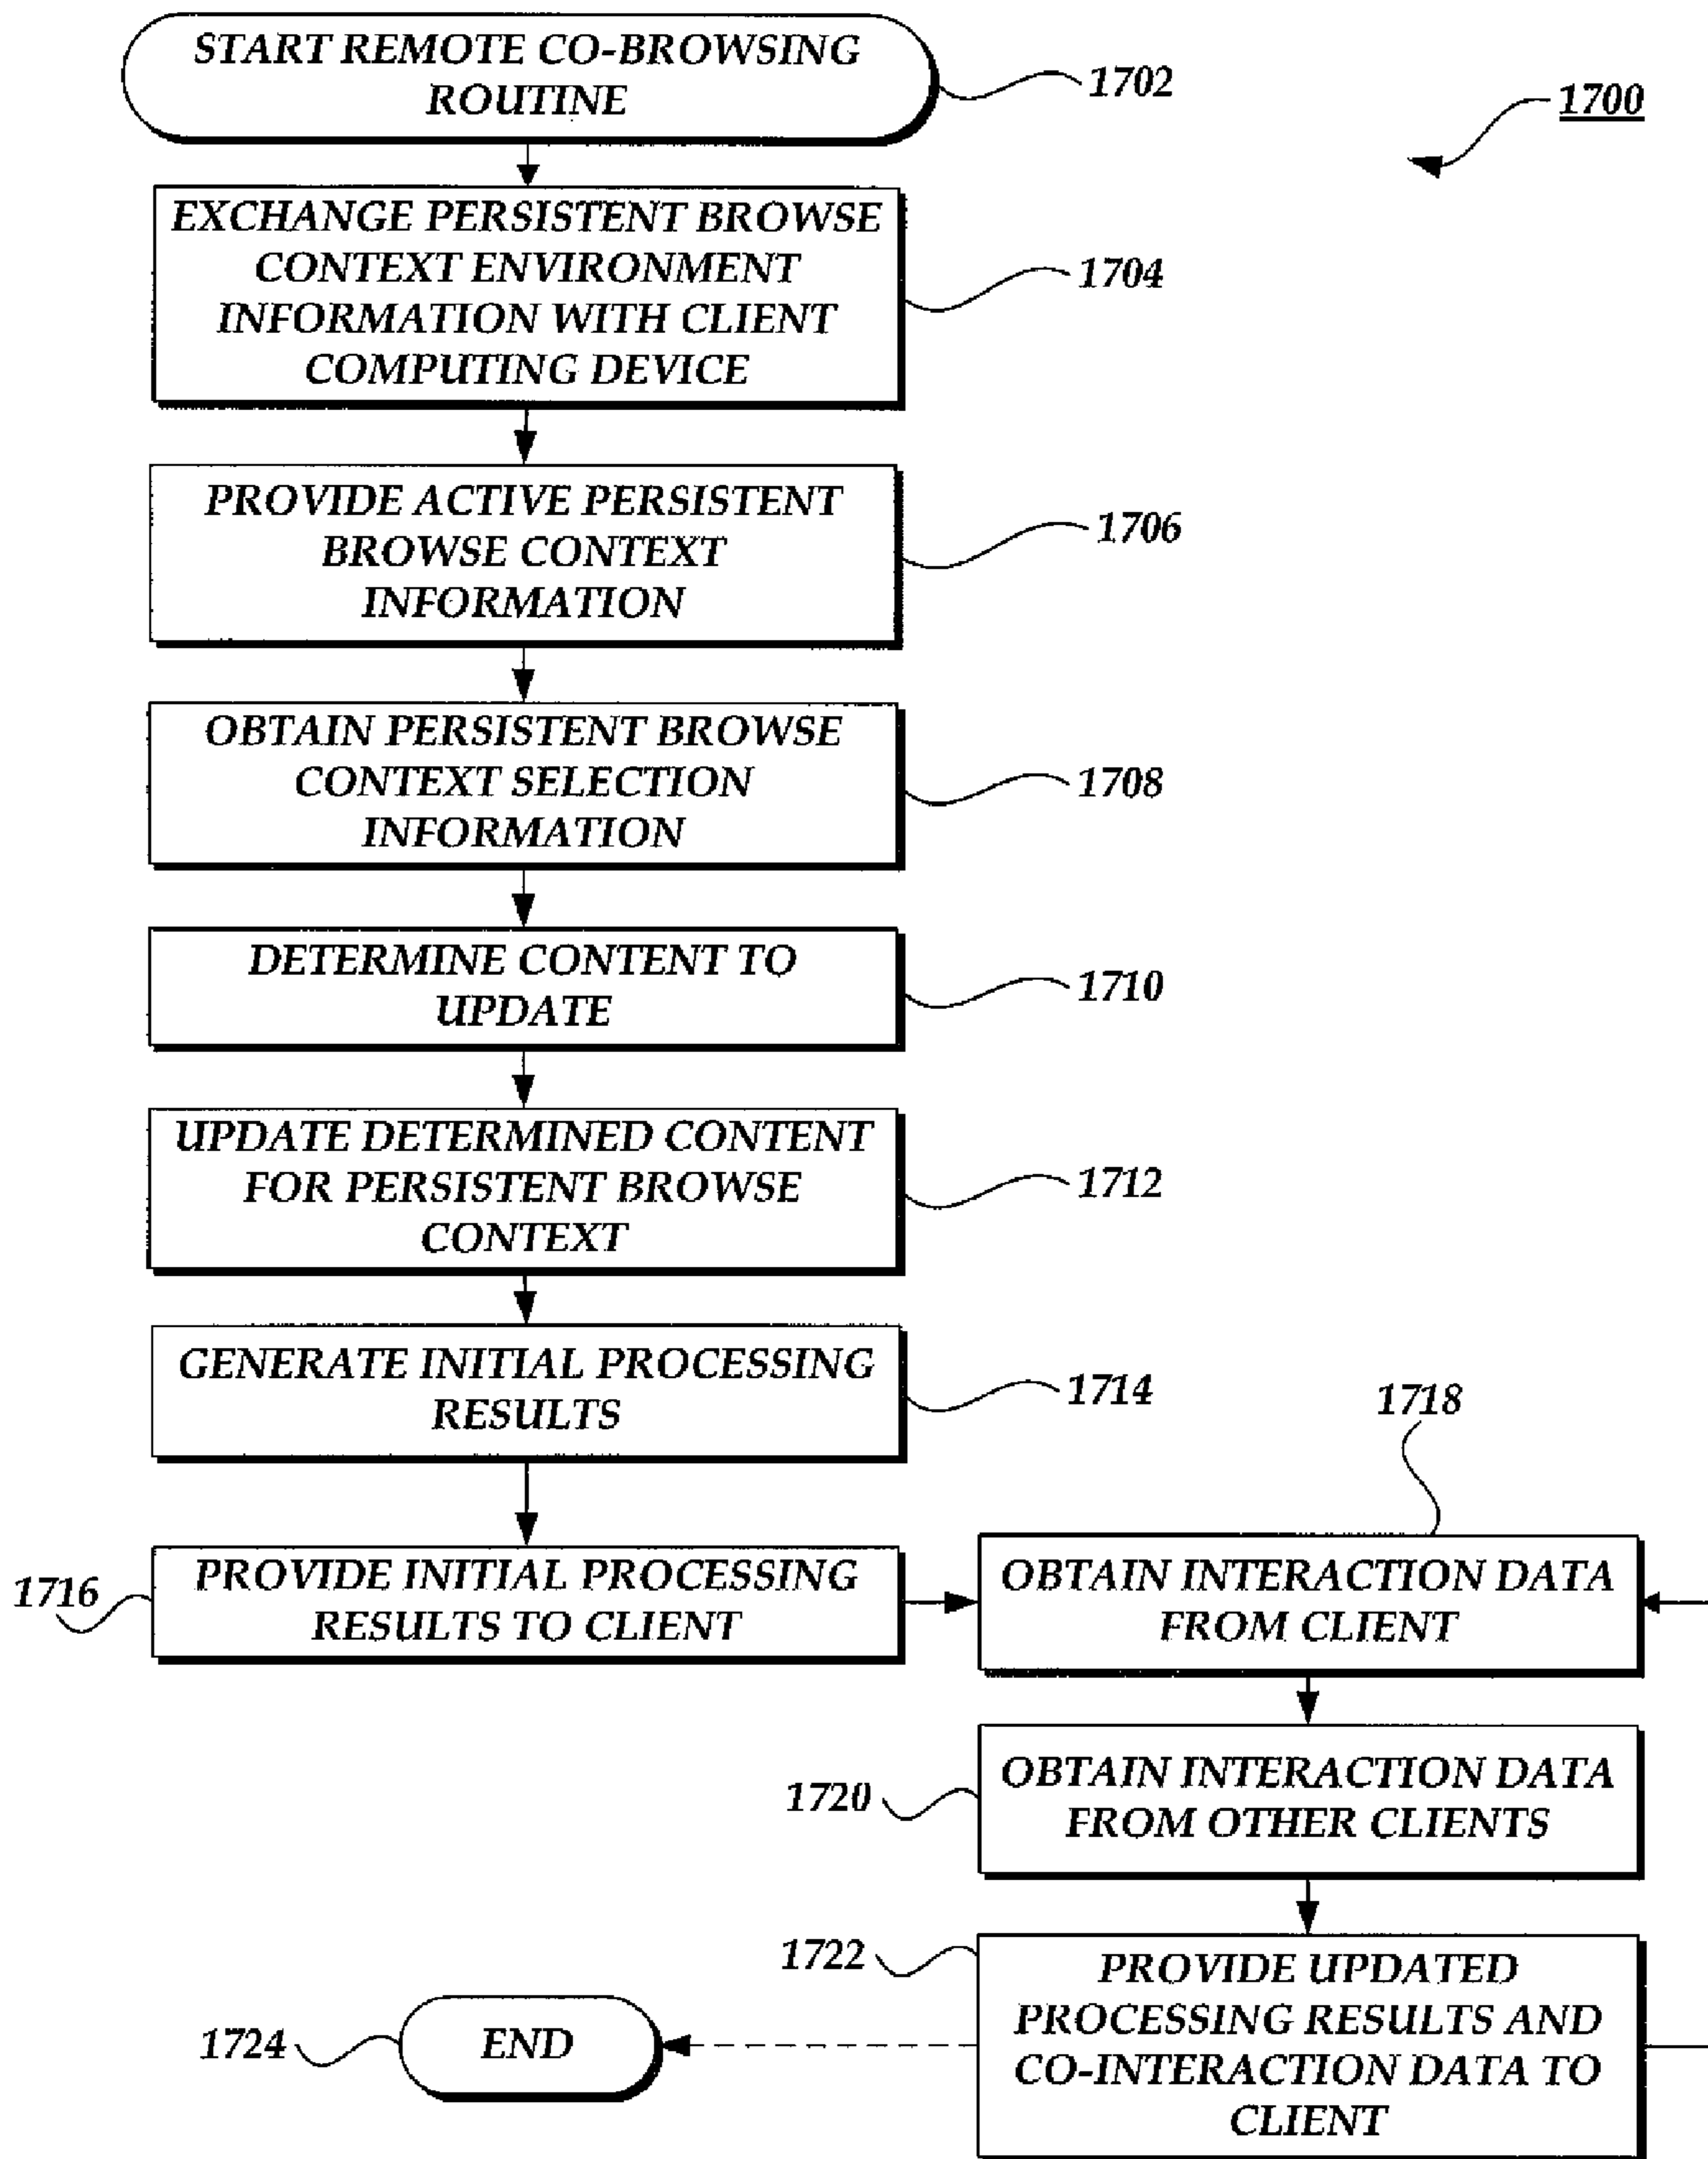 START REMOTE CO-BROWSING
ROUTINE
1702
1700
EXCHANGE PERSISTENT BROWSE
CONTEXT ENVIRONMENT
INFORMATION WITH CLIENT
COMPUTING DEVICE
1704
PROVIDE ACTIVE PERSISTENT
BROWSE CONTEXT
INFORMATION
1706
OBTAIN PERSISTENT BROWSE
CONTEXT SELECTION
INFORMATION
1708
DETERMINE CONTENT TO
UPDATE
1710
UPDATE DETERMINED CONTENT
FOR PERSISTENT BROWSE
CONTEXT
1712
GENERATE INITIAL PROCESSING
RESULTS
1714
1716
PROVIDE INITIAL PROCESSING
RESULTS TO CLIENT
1718
OBTAIN INTERACTION DATA
FROM CLIENT
1720
OBTAIN INTERACTION DATA
FROM OTHER CLIENTS
1722
PROVIDE UPDATED
PROCESSING RESULTS AND
CO-INTERACTION DATA TO
CLIENT
1724
END